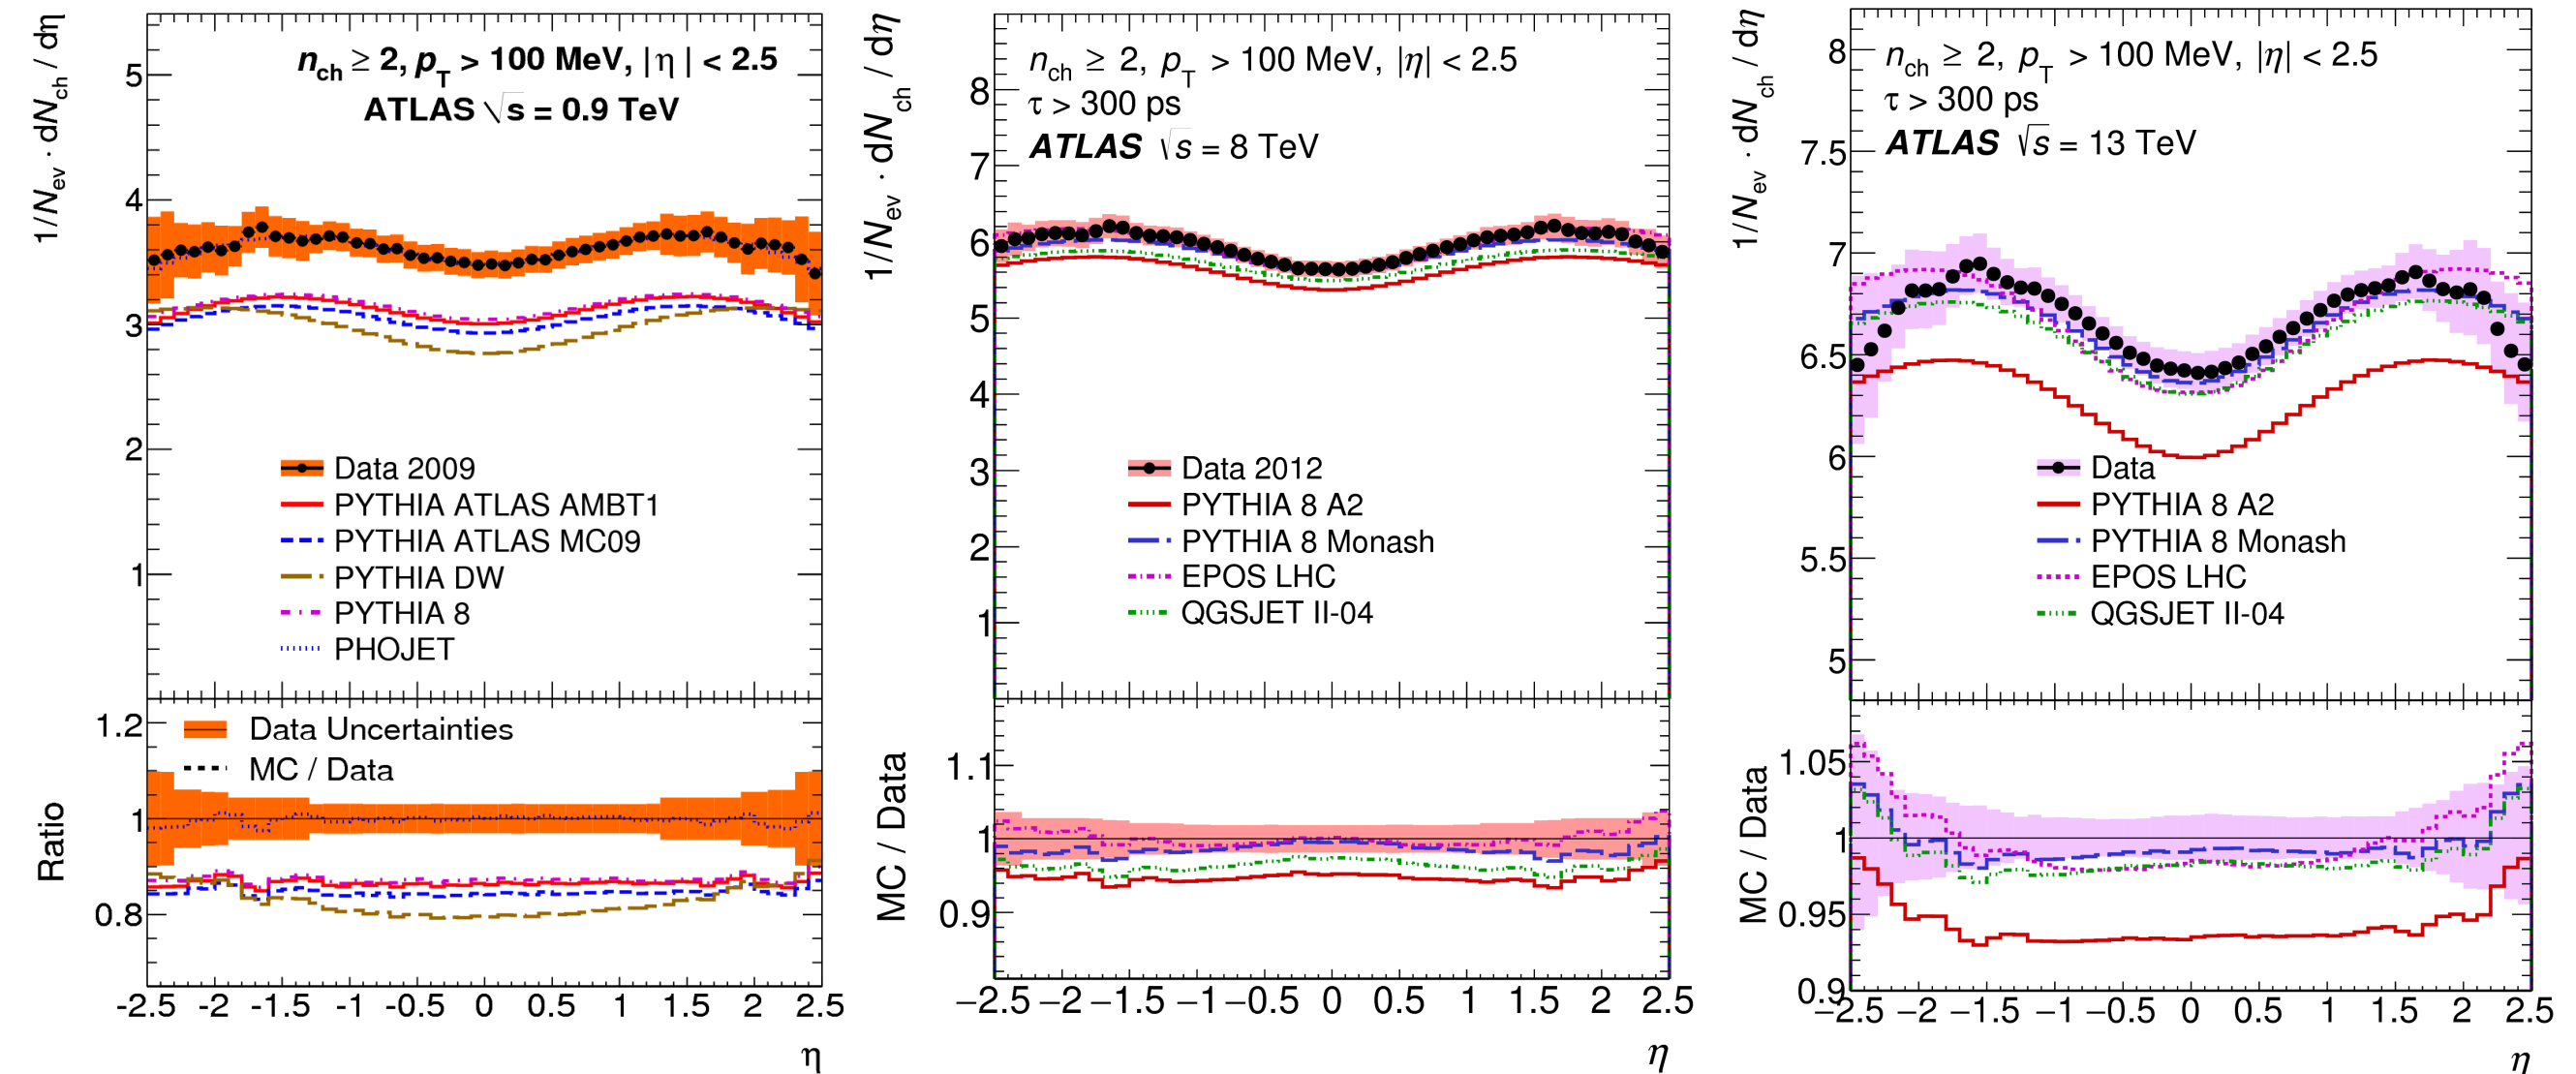 1/N_ev · dN_ch / dη
n_ch ≥ 2, p_T > 100 MeV, | η | < 2.5
ATLAS √s = 0.9 TeV
5
4
3
2
1
Data 2009
PYTHIA ATLAS AMBT1
PYTHIA ATLAS MC09
PYTHIA DW
PYTHIA 8
PHOJET
Ratio
1.2
1
0.8
Data Uncertainties
MC / Data
-2.5 -2 -1.5 -1 -0.5 0 0.5 1 1.5 2 2.5
η
1/N_ev · dN_ch / dη
n_ch ≥ 2, p_T > 100 MeV, |η| < 2.5
τ > 300 ps
ATLAS √s = 8 TeV
8
7
6
5
4
3
2
1
Data 2012
PYTHIA 8 A2
PYTHIA 8 Monash
EPOS LHC
QGSJET II-04
MC / Data
1.1
1
0.9
−2.5 −2 −1.5 −1 −0.5 0 0.5 1 1.5 2 2.5
η
1/N_ev · dN_ch / dη
n_ch ≥ 2, p_T > 100 MeV, |η| < 2.5
τ > 300 ps
ATLAS √s = 13 TeV
8
7.5
7
6.5
6
5.5
5
Data
PYTHIA 8 A2
PYTHIA 8 Monash
EPOS LHC
QGSJET II-04
MC / Data
1.05
1
0.95
0.9
−2.5 −2 −1.5 −1 −0.5 0 0.5 1 1.5 2 2.5
η